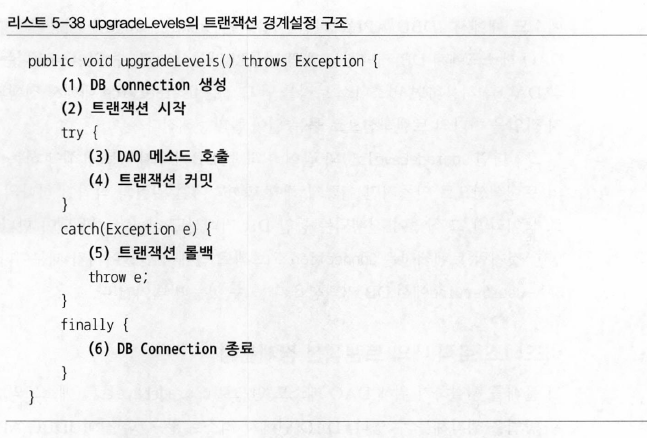 리스트 5-38 upgradeLevels의 트랜잭션 경계설정 구조
public void upgradeLevels() throws Exception {
(1) DB Connection 생성
(2) 트랜잭션 시작
try {
(3) DAO 메소드 호출
(4) 트랜잭션 커밋
}
catch(Exception e) {
(5) 트랜잭션 롤백
throw e;
}
finally {
(6) DB Connection 종료
}
}